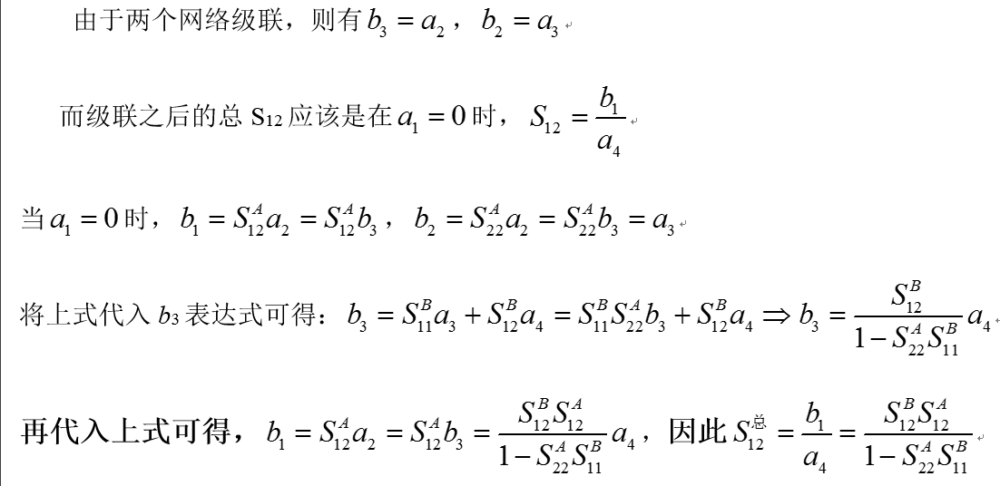 由于两个网络级联，则有 $b_3 = a_2$，$b_2 = a_3$
而级联之后的总 S₁₂ 应该是在 $a_1 = 0$ 时，$S_{12} = \frac{b_1}{a_4}$
当 $a_1 = 0$ 时，$b_1 = S_{12}^A a_2 = S_{12}^A b_3$，$b_2 = S_{22}^A a_2 = S_{22}^A b_3 = a_3$
将上式代入 $b_3$ 表达式可得：$b_3 = S_{11}^B a_3 + S_{12}^B a_4 = S_{11}^B S_{22}^A b_3 + S_{12}^B a_4 \Rightarrow b_3 = \frac{S_{12}^B}{1 - S_{22}^A S_{11}^B} a_4$
再代入上式可得，$b_1 = S_{12}^A a_2 = S_{12}^A b_3 = \frac{S_{12}^B S_{12}^A}{1 - S_{22}^A S_{11}^B} a_4$，因此 $S_{12}^{总} = \frac{b_1}{a_4} = \frac{S_{12}^B S_{12}^A}{1 - S_{22}^A S_{11}^B}$